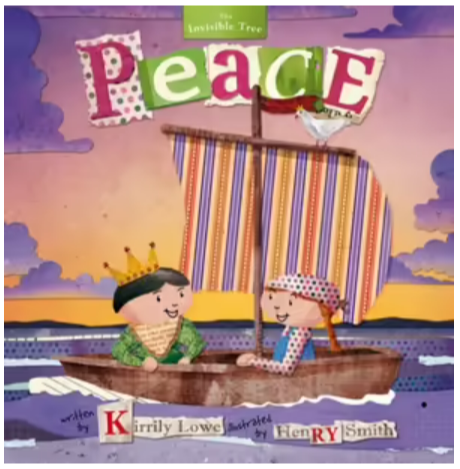 The
Invisible Tree
PeacE
written by Kirrily Lowe illustrated by HenRY Smith